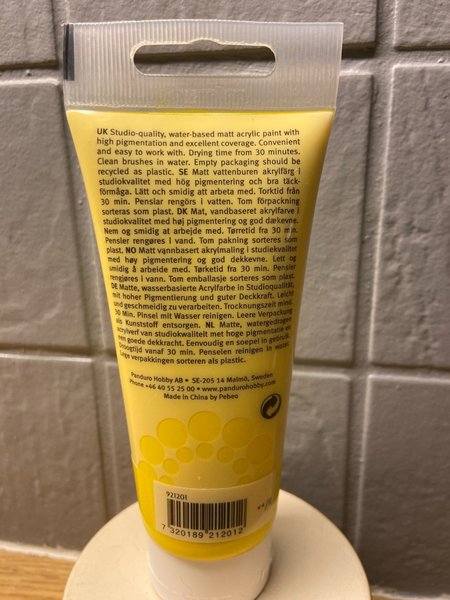 UK Studio-quality, water-based matt acrylic paint with
high pigmentation and excellent coverage. Convenient
and easy to work with. Drying time from 30 minutes.
Clean brushes in water. Empty packaging should be
recycled as plastic. SE Matt vattenburen akrylfärg i
studiokvalitet med hög pigmentering och bra täck-
förmåga. Lätt och smidig att arbeta med. Torktid från
30 min. Penslar rengörs i vatten. Tom förpackning
sorteras som plast. DK Mat, vandbaseret akrylfarve i
studiokvalitet med høj pigmentering og god dækevne.
Nem og smidig at arbejde med. Tørretid fra 30 min.
Pensler rengøres i vand. Tom pakning sorteres som
plast. NO Matt vannbasert akrylmaling i studiekvalitet
med høy pigmentering og god dekkevne. Lett og
smidig å arbeide med. Tørketid fra 30 min. Pensler
rengjøres i vann. Tom emballasje sorteres som plast.
DE Matte, wasserbasierte Acrylfarbe in Studioqualität,
mit hoher Pigmentierung und guter Deckkraft. Leicht
und geschmeidig zu verarbeiten. Trocknungszeit mind.
30 Min. Pinsel mit Wasser reinigen. Leere Verpackung
als Kunststoff entsorgen. NL Matte, watergedragen
acrylverf van studiokwaliteit met hoge pigmentatie en
een goede dekkracht. Eenvoudig en soepel in gebruik.
Droogtijd vanaf 30 min. Penselen reinigen in water.
Lege verpakkingen sorteren als plastic.
Panduro Hobby AB • SE-205 14 Malmö, Sweden
Phone +46 40 55 25 00 • www.pandurohobby.com
Made in China by Pebeo
921201
7 320189 212012